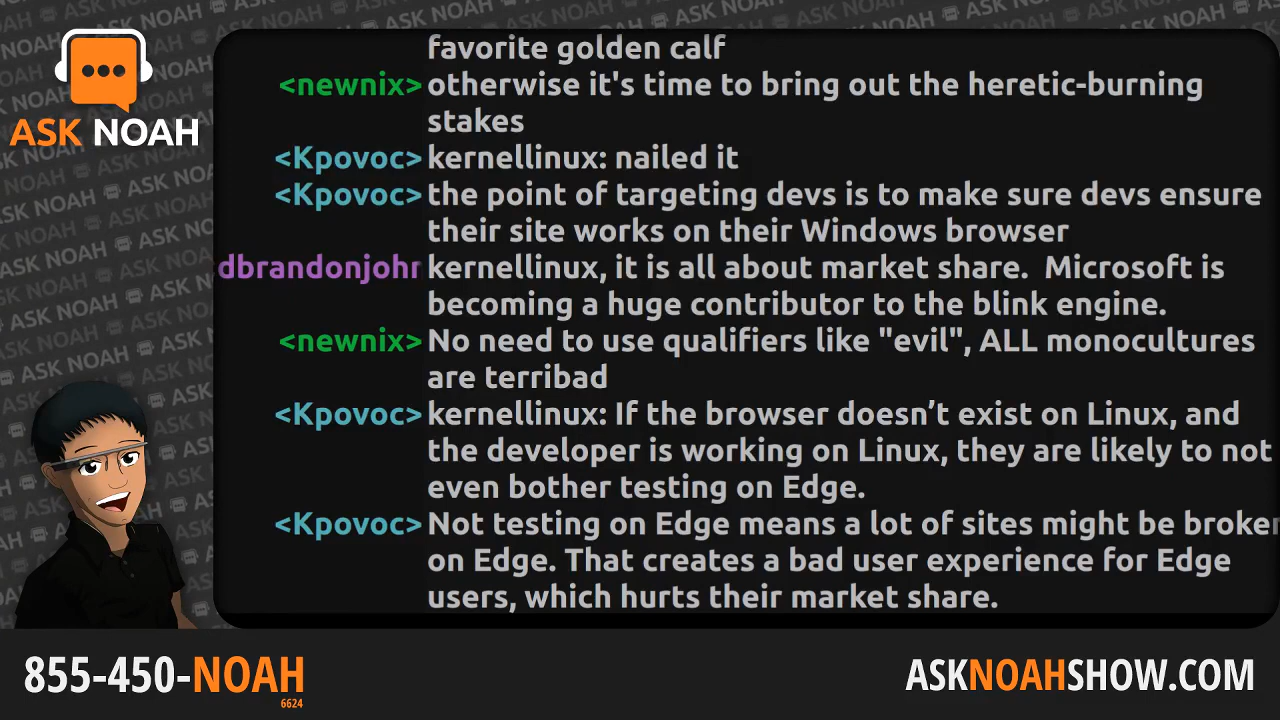 favorite golden calf
<newnix> otherwise it's time to bring out the heretic-burning
stakes
<Kpovoc> kernellinux: nailed it
<Kpovoc> the point of targeting devs is to make sure devs ensure
their site works on their Windows browser
dbrandonjohr kernellinux, it is all about market share. Microsoft is
becoming a huge contributor to the blink engine.
<newnix> No need to use qualifiers like "evil", ALL monocultures
are terribad
<Kpovoc> kernellinux: If the browser doesn’t exist on Linux, and
the developer is working on Linux, they are likely to not
even bother testing on Edge.
<Kpovoc> Not testing on Edge means a lot of sites might be broken
on Edge. That creates a bad user experience for Edge
users, which hurts their market share.
ASK NOAH
855-450-NOAH
6624
ASKNOAHSHOW.COM